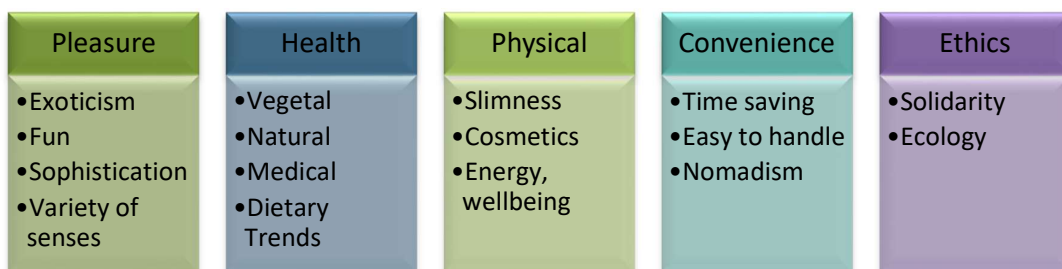 Pleasure
•Exoticism
•Fun
•Sophistication
•Variety of
senses
Health
•Vegetal
•Natural
•Medical
•Dietary
Trends
Physical
•Slimness
•Cosmetics
•Energy,
wellbeing
Convenience
•Time saving
•Easy to handle
•Nomadism
Ethics
•Solidarity
•Ecology